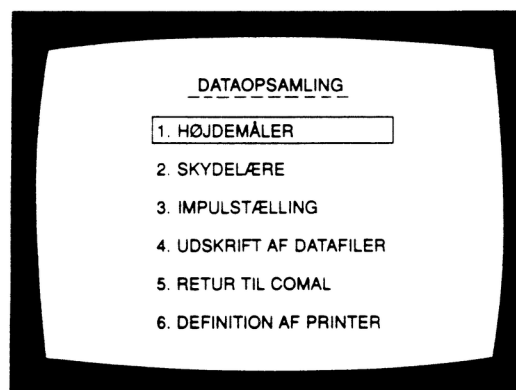 DATAOPSAMLING
1. HØJDEMÅLER
2. SKYDELÆRE
3. IMPULSTÆLLING
4. UDSKRIFT AF DATAFILER
5. RETUR TIL COMAL
6. DEFINITION AF PRINTER